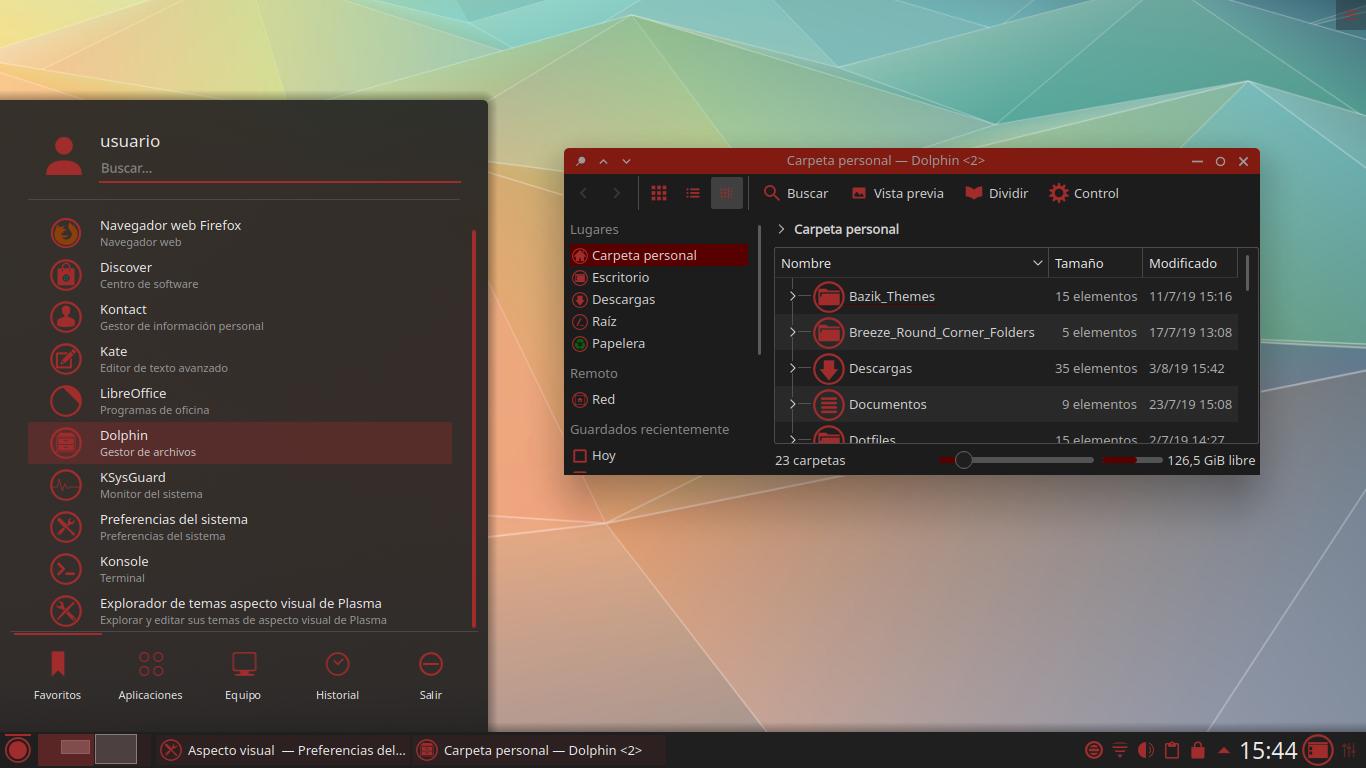 usuario
Buscar...
Navegador web Firefox
Navegador web
Discover
Centro de software
Kontact
Gestor de información personal
Kate
Editor de texto avanzado
LibreOffice
Programas de oficina
Dolphin
Gestor de archivos
KSysGuard
Monitor del sistema
Preferencias del sistema
Preferencias del sistema
Konsole
Terminal
Explorador de temas aspecto visual de Plasma
Explorar y editar sus temas de aspecto visual de Plasma
Favoritos Aplicaciones Equipo Historial Salir
Carpeta personal — Dolphin <2>
Buscar Vista previa Dividir Control
Lugares
Carpeta personal
Escritorio
Descargas
Raíz
Papelera
Remoto
Red
Guardados recientemente
Hoy
Carpeta personal
Nombre Tamaño Modificado
Bazik_Themes 15 elementos 11/7/19 15:16
Breeze_Round_Corner_Folders 5 elementos 17/7/19 13:08
Descargas 35 elementos 3/8/19 15:42
Documentos 9 elementos 23/7/19 15:08
Dotfiles 15 elementos 2/7/19 14:27
23 carpetas 126,5 GiB libre
Aspecto visual — Preferencias del... Carpeta personal — Dolphin <2> 15:44